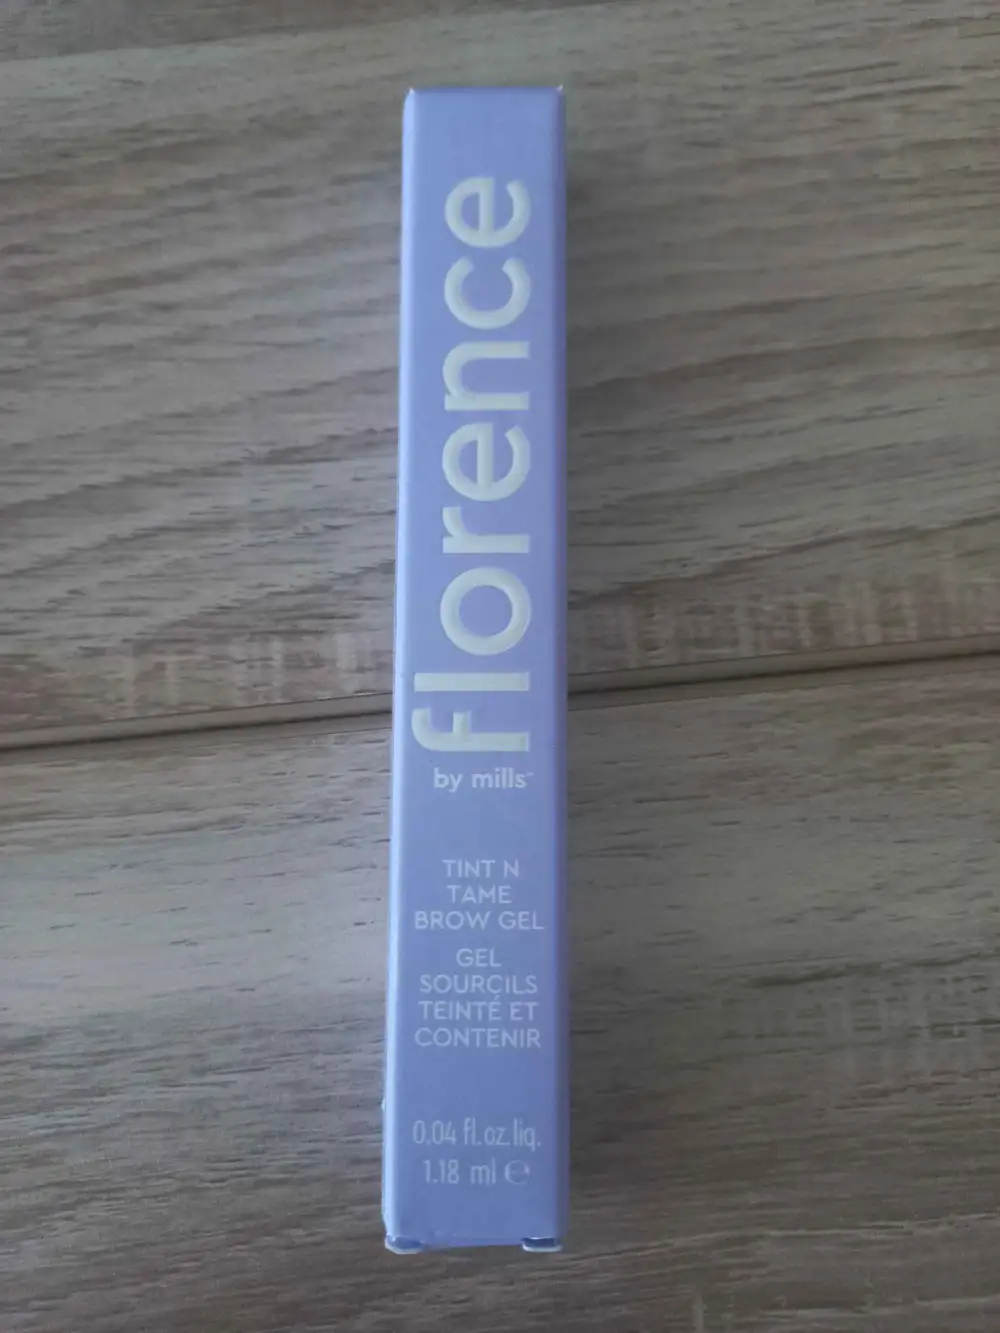 florence
by mills™
TINT N
TAME
BROW GEL
GEL
SOURCILS
TEINTÉ ET
CONTENIR
0.04 fl.oz.liq.
1.18 ml ℮